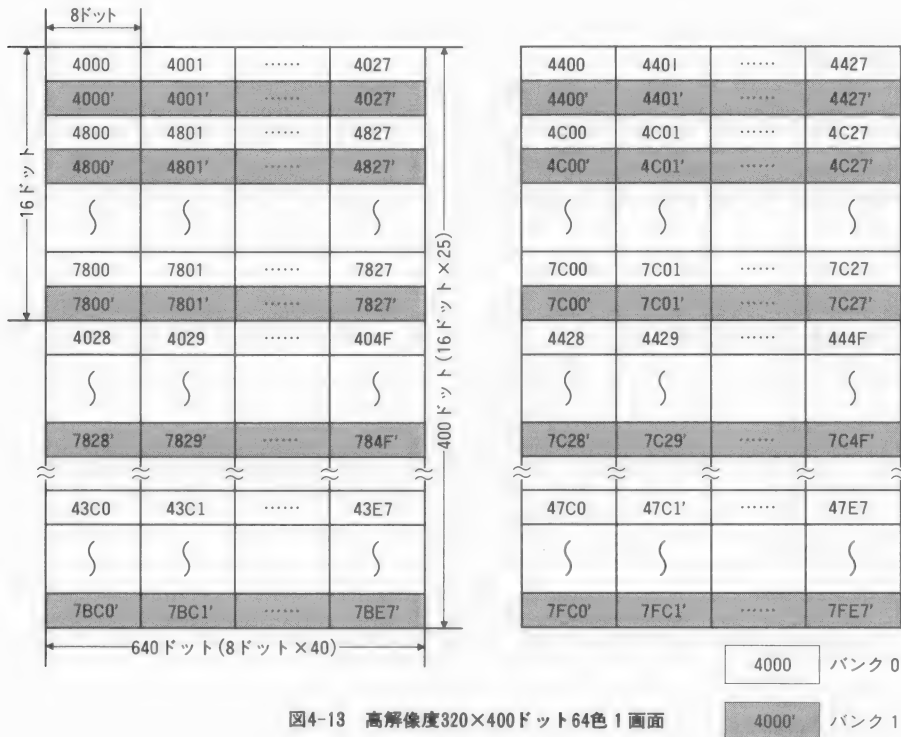 8ドット
4000 4001 …… 4027
4000' 4001' …… 4027'
4800 4801 …… 4827
4800' 4801' …… 4827'
7800 7801 …… 7827
7800' 7801' …… 7827'
4028 4029 …… 404F
7828' 7829' …… 784F'
43C0 43C1 …… 43E7
7BC0' 7BC1' …… 7BE7'
16ドット
400ドット(16ドット×25)
640ドット(8ドット×40)
4400 4401 …… 4427
4400' 4401' …… 4427'
4C00 4C01 …… 4C27
4C00' 4C01' …… 4C27'
7C00 7C01 …… 7C27
7C00' 7C01' …… 7C27'
4428 4429 …… 444F
7C28' 7C29' …… 7C4F'
47C0 47C1' …… 47E7
7FC0' 7FC1' …… 7FE7'
4000 バンク0
4000' バンク1
図4-13 高解像度320×400ドット64色1画面